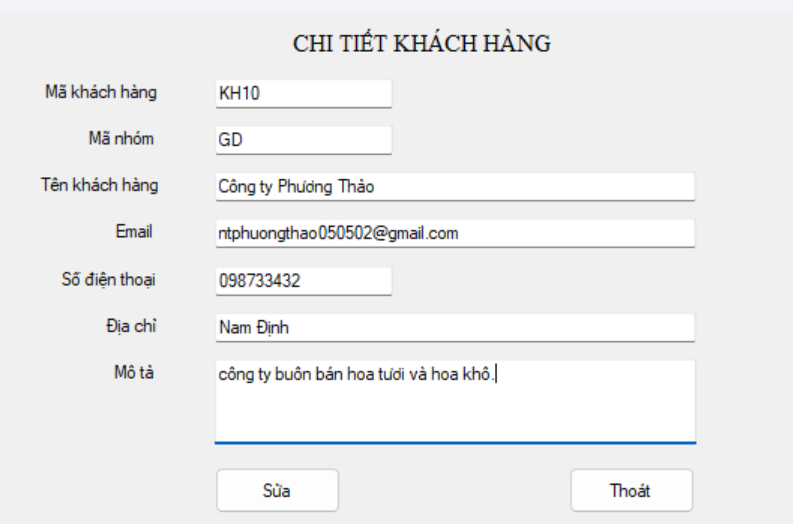 CHI TIẾT KHÁCH HÀNG
Mã khách hàng KH10
Mã nhóm GD
Tên khách hàng Công ty Phương Thảo
Email ntphuongthao050502@gmail.com
Số điện thoại 098733432
Địa chỉ Nam Định
Mô tả công ty buôn bán hoa tươi và hoa khô.
Sửa Thoát